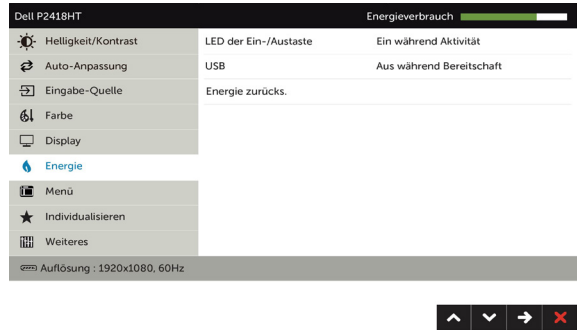 Dell P2418HT Energieverbrauch
Helligkeit/Kontrast LED der Ein-/Austaste Ein während Aktivität
Auto-Anpassung USB Aus während Bereitschaft
Eingabe-Quelle Energie zurücks.
Farbe
Display
Energie
Menü
Individualisieren
Weiteres
Auflösung : 1920x1080, 60Hz